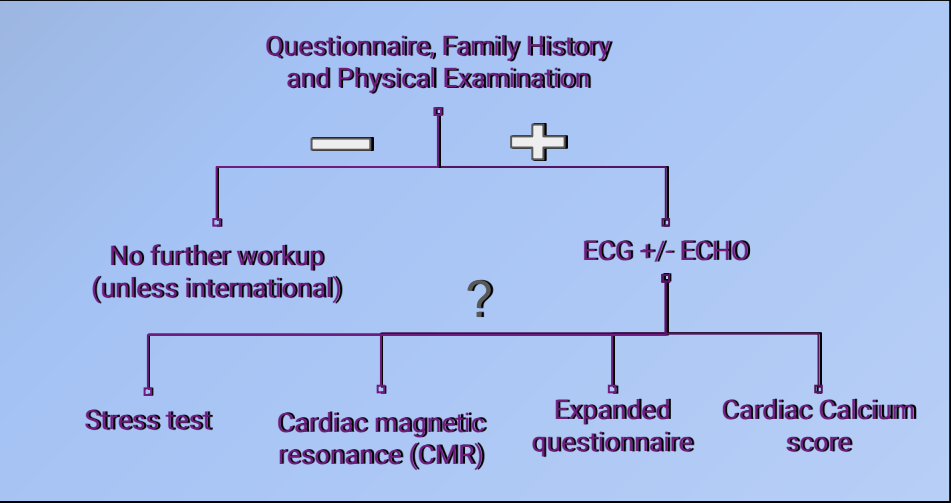 Questionnaire, Family History
and Physical Examination
No further workup
(unless international)
ECG +/- ECHO
?
Stress test
Cardiac magnetic
resonance (CMR)
Expanded
questionnaire
Cardiac Calcium
score